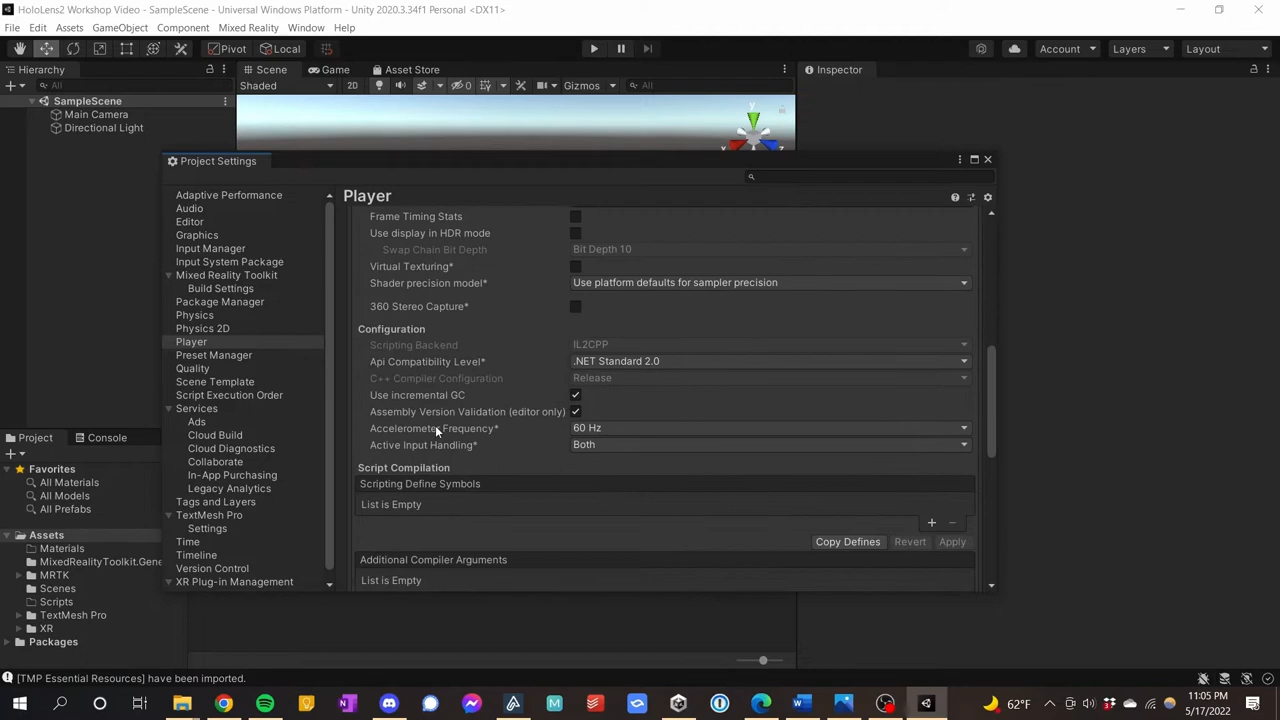 HoloLens2 Workshop Video - SampleScene - Universal Windows Platform - Unity 2020.3.34f1 Personal <DX11>
File Edit Assets GameObject Component Mixed Reality Window Help
Pivot Local Account Layers Layout
Hierarchy Scene Game Asset Store Inspector
All Shaded 2D 0 Gizmos All
SampleScene
Main Camera
Directional Light
y
x z
Project Settings
Adaptive Performance
Audio
Editor
Graphics
Input Manager
Input System Package
Mixed Reality Toolkit
Build Settings
Package Manager
Physics
Physics 2D
Player
Preset Manager
Quality
Scene Template
Script Execution Order
Services
Ads
Cloud Build
Cloud Diagnostics
Collaborate
In-App Purchasing
Legacy Analytics
Tags and Layers
TextMesh Pro
Settings
Time
Timeline
Version Control
XR Plug-in Management
Player
Frame Timing Stats
Use display in HDR mode
Swap Chain Bit Depth Bit Depth 10
Virtual Texturing*
Shader precision model* Use platform defaults for sampler precision
360 Stereo Capture*
Configuration
Scripting Backend IL2CPP
Api Compatibility Level* .NET Standard 2.0
C++ Compiler Configuration Release
Use incremental GC
Assembly Version Validation (editor only)
Accelerometer Frequency* 60 Hz
Active Input Handling* Both
Script Compilation
Scripting Define Symbols
List is Empty
Copy Defines Revert Apply
Additional Compiler Arguments
List is Empty
Project Console
Favorites
All Materials
All Models
All Prefabs
Assets
Materials
MixedRealityToolkit.Gene
MRTK
Scenes
Scripts
TextMesh Pro
XR
Packages
[TMP Essential Resources] have been imported.
62°F
11:05 PM
5/17/2022